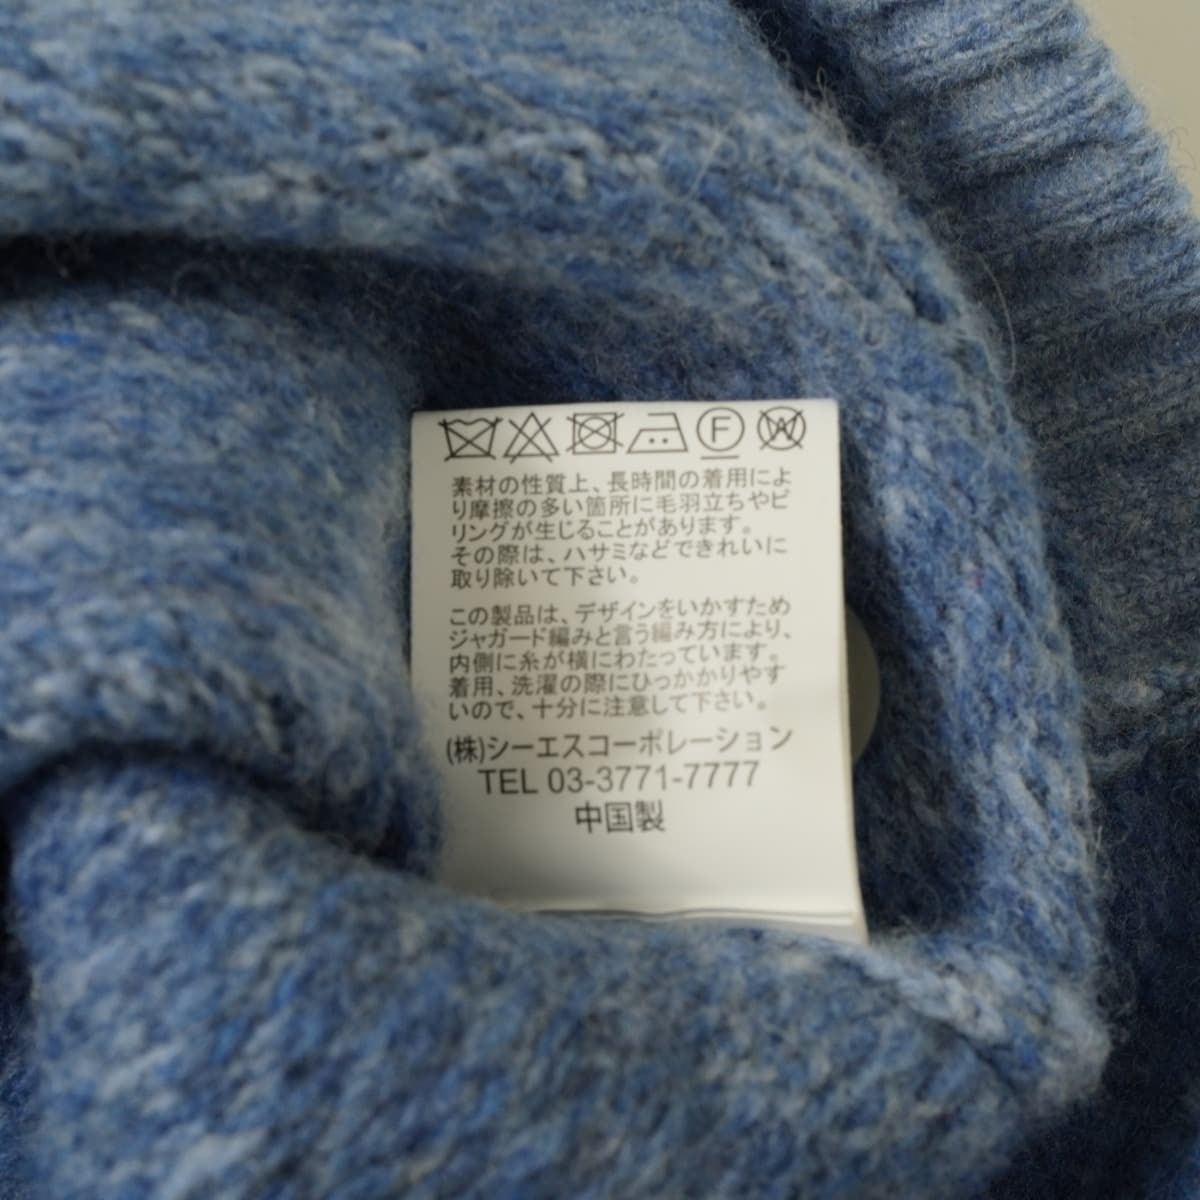 F W
素材の性質上、長時間の着用によ
り摩擦の多い箇所に毛羽立ちやピ
リングが生じることがあります。
その際は、ハサミなどできれいに
取り除いて下さい。
この製品は、デザインをいかすため
ジャガード編みと言う編み方により、
内側に糸が横にわたっています。
着用、洗濯の際にひっかかりやす
いので、十分に注意して下さい。
(株)シーエスコーポレーション
TEL 03-3771-7777
中国製